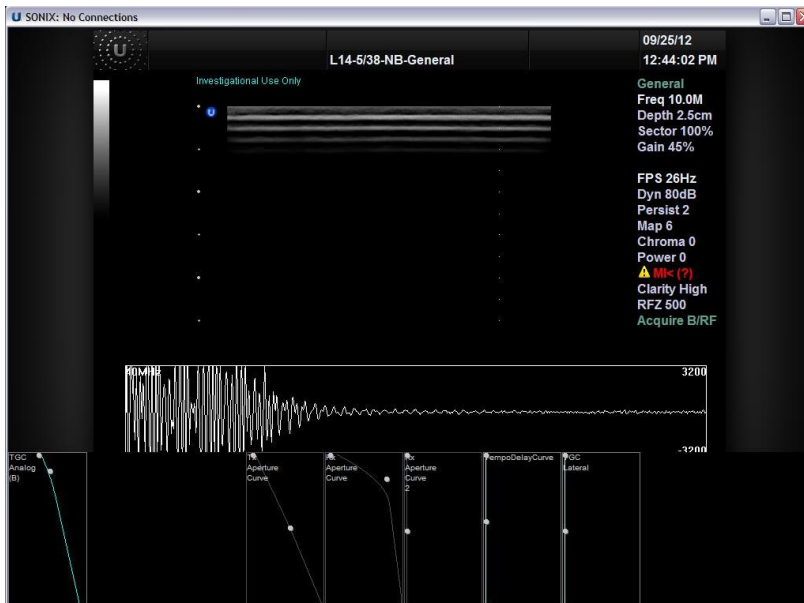 U SONIX: No Connections
U
L14-5/38-NB-General
09/25/12
12:44:02 PM
Investigational Use Only
U
General
Freq 10.0M
Depth 2.5cm
Sector 100%
Gain 45%
FPS 26Hz
Dyn 80dB
Persist 2
Map 6
Chroma 0
Power 0
MI< (?)
Clarity High
RFZ 500
Acquire B/RF
40MHz
3200
-3200
TGC
Analog
(B)
Aperture
Curve
Rx
Aperture
Curve
Rx
Aperture
Curve
2
TempoDelayCurve
TGC
Lateral